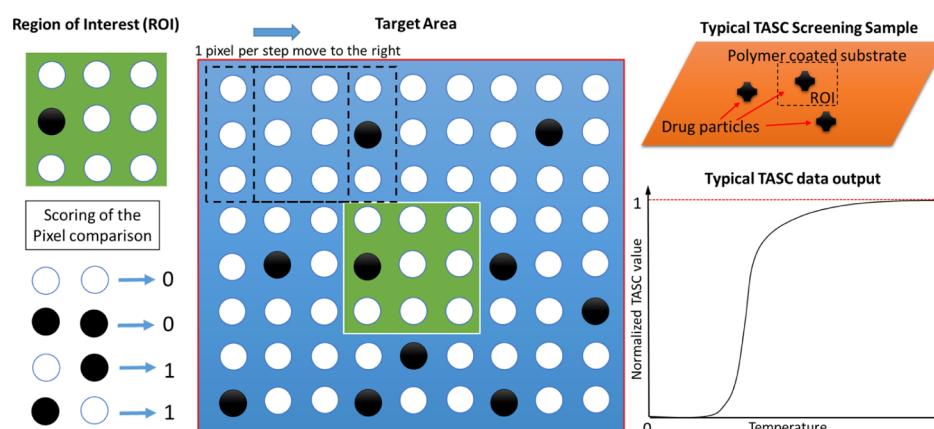 Region of Interest (ROI)
Target Area
1 pixel per step move to the right
Scoring of the
Pixel comparison
0
0
1
1
Typical TASC Screening Sample
Polymer coated substrate
ROI
Drug particles
Typical TASC data output
1
Normalized TASC value
0
Temperature